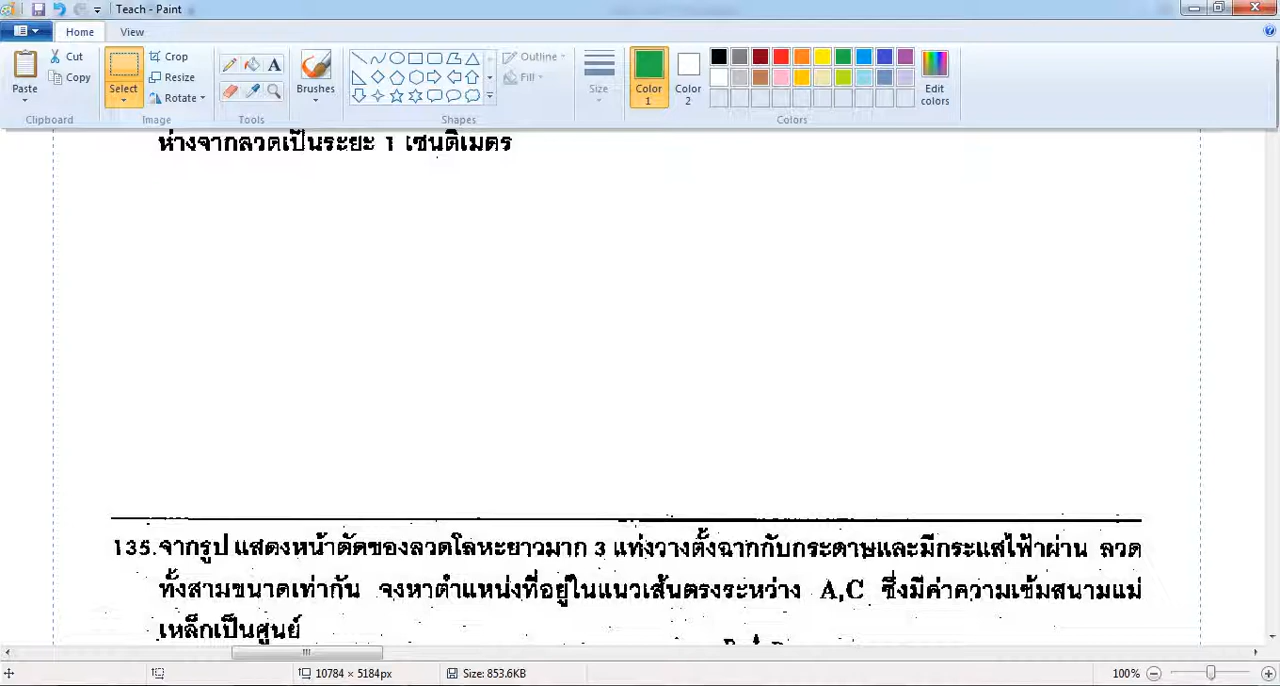 Teach - Paint
Home
View
Paste
Cut
Copy
Clipboard
Select
Crop
Resize
Rotate
Image
A
Tools
Brushes
Shapes
Outline
Fill
Size
Color 1
Color 2
Edit colors
Colors
ห่างจากลวดเป็นระยะ 1 เซนติเมตร
135. จากรูป แสดงหน้าตัดของลวดโลหะยาวมาก 3 แท่งวางตั้งฉากกับกระดาษและมีกระแสไฟฟ้าผ่าน ลวด
ทั้งสามขนาดเท่ากัน จงหาตำแหน่งที่อยู่ในแนวเส้นตรงระหว่าง A,C ซึ่งมีค่าความเข้มสนามแม่
เหล็กเป็นศูนย์
10784 × 5184px
Size: 853.6KB
100%